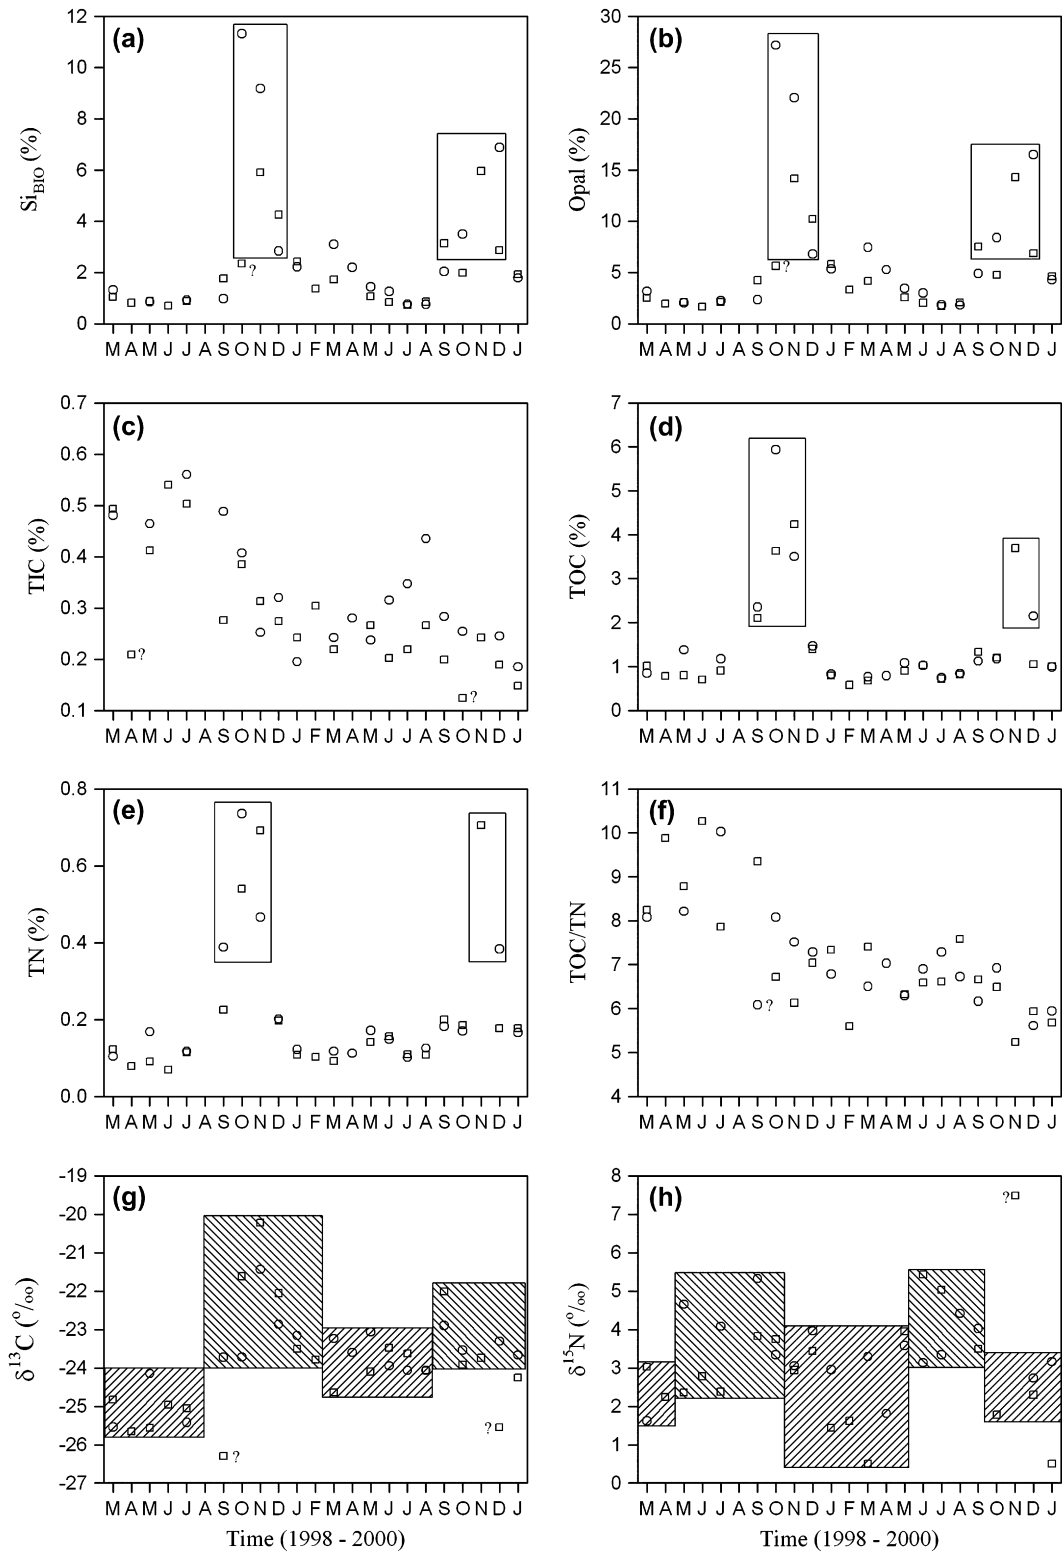 (a)
Si_BIO (%)
12
10
8
6
4
2
0
?
M A M J J A S O N D J F M A M J J A S O N D J
(b)
Opal (%)
30
25
20
15
10
5
0
?
M A M J J A S O N D J F M A M J J A S O N D J
(c)
TIC (%)
0.7
0.6
0.5
0.4
0.3
0.2
0.1
?
?
M A M J J A S O N D J F M A M J J A S O N D J
(d)
TOC (%)
7
6
5
4
3
2
1
0
M A M J J A S O N D J F M A M J J A S O N D J
(e)
TN (%)
0.8
0.6
0.4
0.2
0.0
M A M J J A S O N D J F M A M J J A S O N D J
(f)
TOC/TN
11
10
9
8
7
6
5
4
?
M A M J J A S O N D J F M A M J J A S O N D J
(g)
δ¹³C (º/ₒₒ)
-19
-20
-21
-22
-23
-24
-25
-26
-27
?
?
M A M J J A S O N D J F M A M J J A S O N D J
Time (1998 - 2000)
(h)
δ¹⁵N (º/ₒₒ)
8
7
6
5
4
3
2
1
0
?
M A M J J A S O N D J F M A M J J A S O N D J
Time (1998 - 2000)